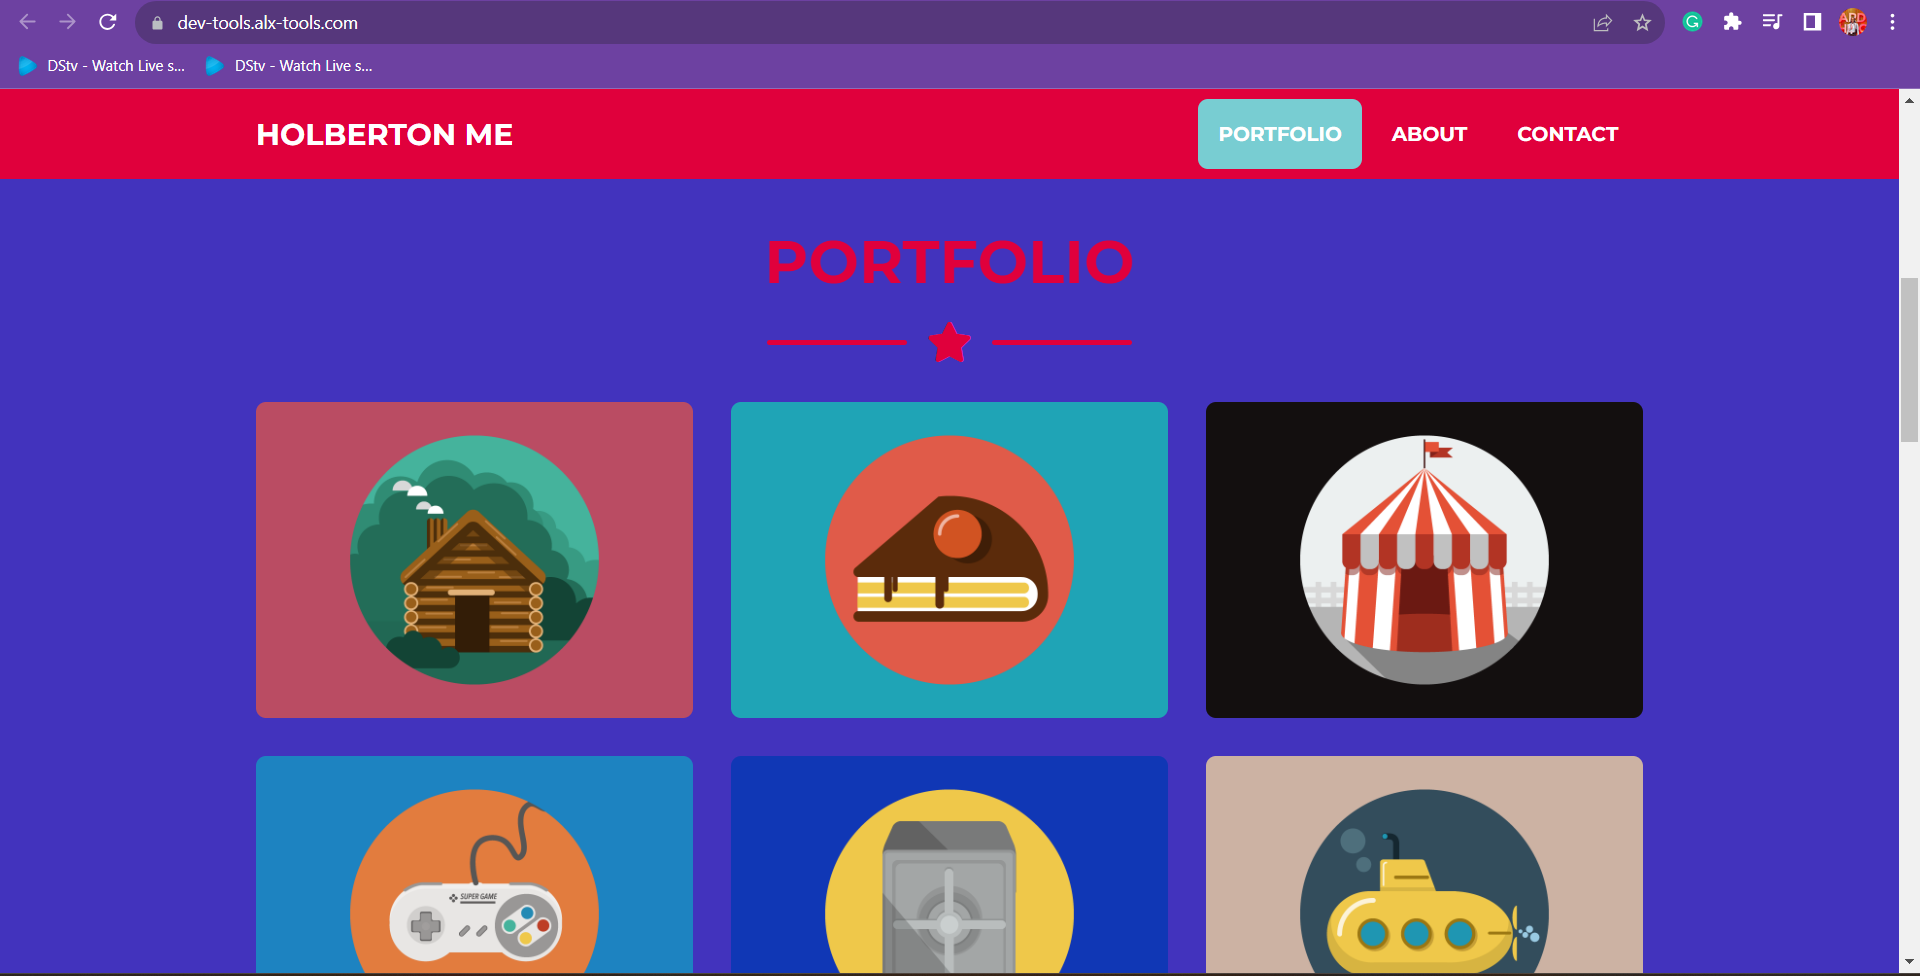 dev-tools.alx-tools.com
DStv - Watch Live s... DStv - Watch Live s...
HOLBERTON ME PORTFOLIO ABOUT CONTACT
PORTFOLIO
SUPER GAME